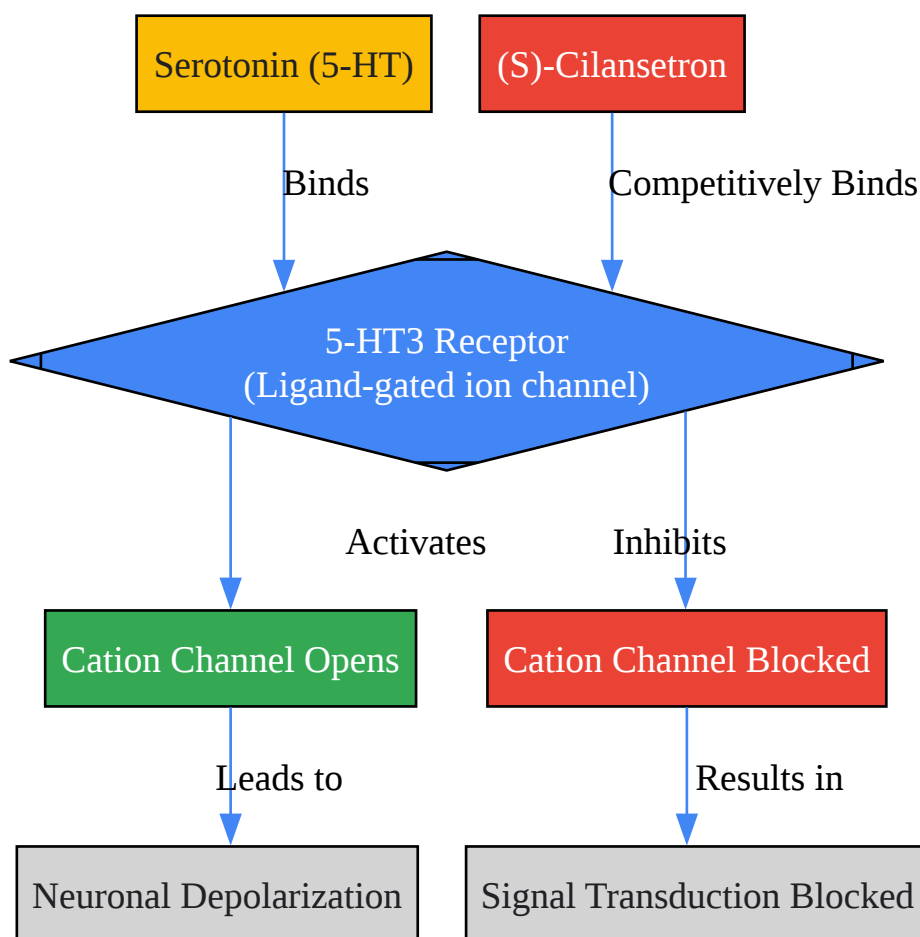 Serotonin (5-HT)
(S)-Cilansetron
Binds
Competitively Binds
5-HT3 Receptor
(Ligand-gated ion channel)
Activates
Inhibits
Cation Channel Opens
Cation Channel Blocked
Leads to
Results in
Neuronal Depolarization
Signal Transduction Blocked